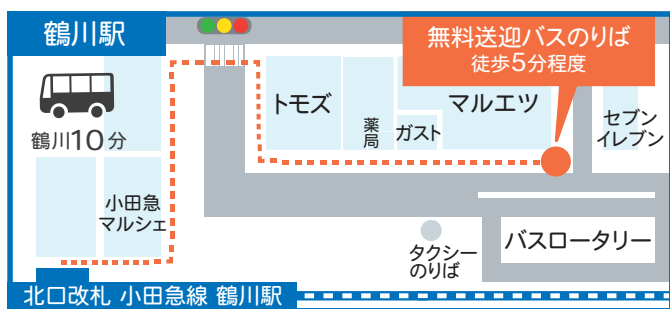 鶴川駅
無料送迎バスのりば
徒歩5分程度
鶴川10分
トモズ
薬局
ガスト
マルエツ
セブン
イレブン
小田急
マルシェ
タクシー
のりば
バスロータリー
北口改札 小田急線 鶴川駅